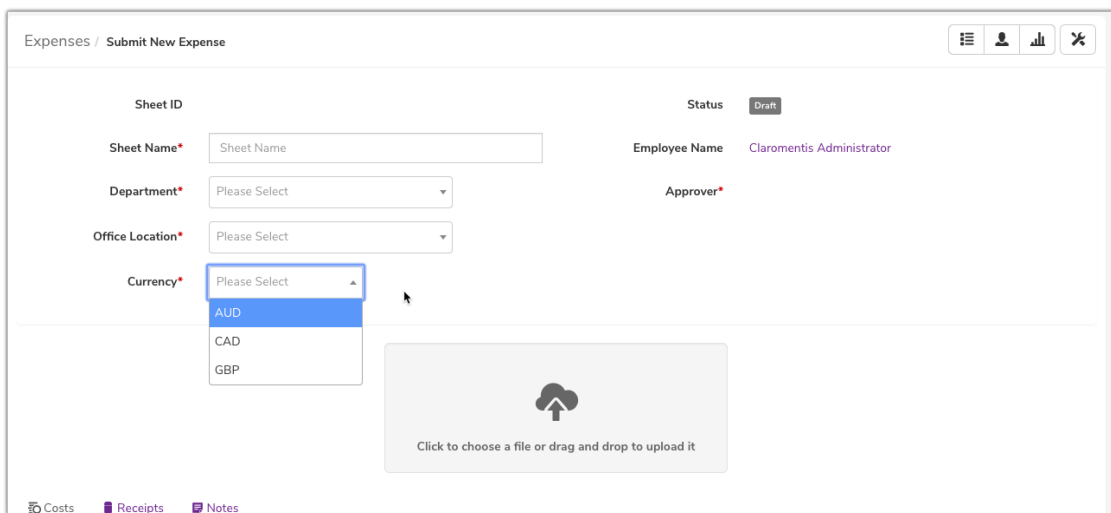 Expenses / Submit New Expense
Sheet ID
Status Draft
Sheet Name* Sheet Name
Employee Name Claromentis Administrator
Department* Please Select
Approver*
Office Location* Please Select
Currency* Please Select
AUD
CAD
GBP
Click to choose a file or drag and drop to upload it
Costs Receipts Notes